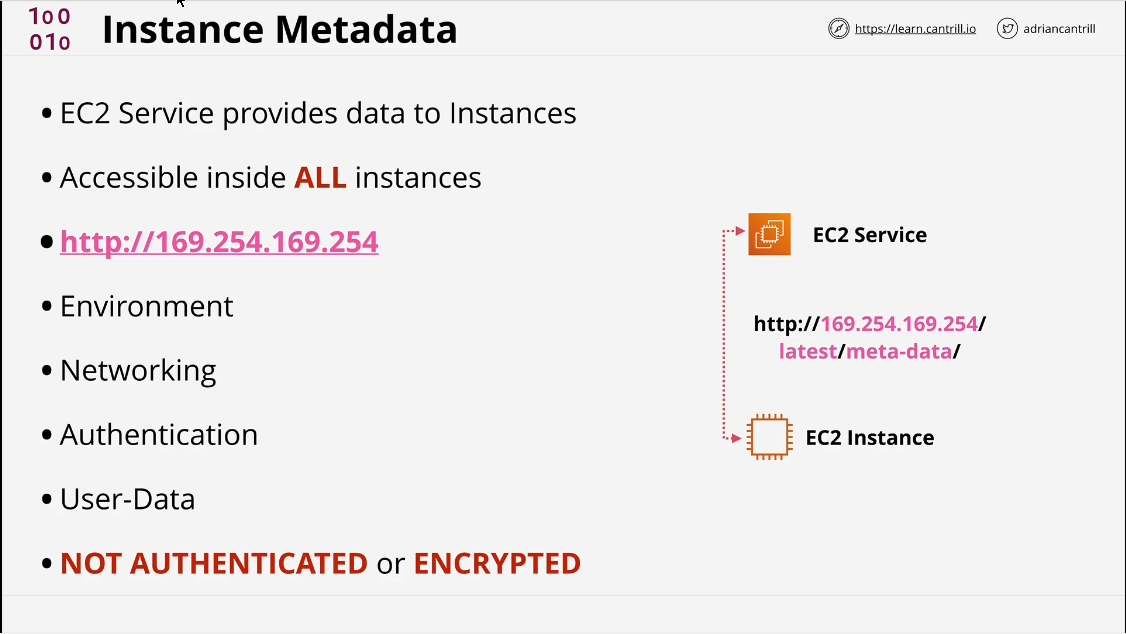 100
010
Instance Metadata
https://learn.cantrill.io
adriancantrill
• EC2 Service provides data to Instances
• Accessible inside ALL instances
• http://169.254.169.254
• Environment
• Networking
• Authentication
• User-Data
• NOT AUTHENTICATED or ENCRYPTED
EC2 Service
http://169.254.169.254/
latest/meta-data/
EC2 Instance